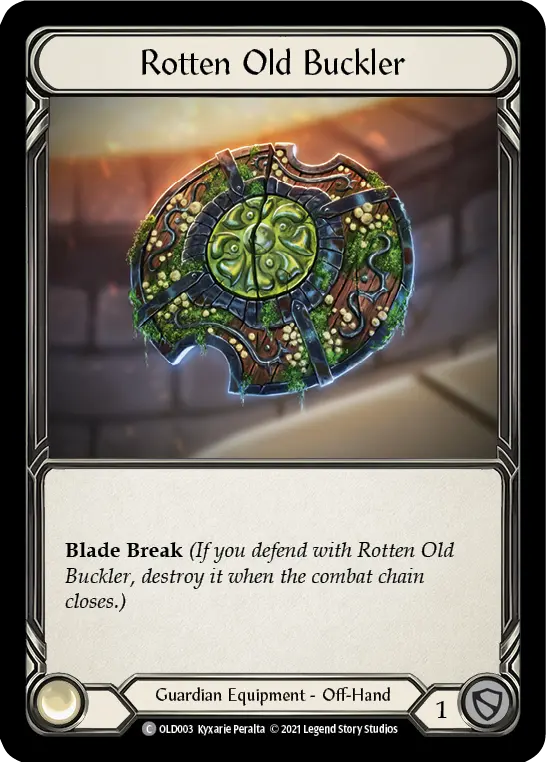 Rotten Old Buckler
Blade Break (If you defend with Rotten Old
Buckler, destroy it when the combat chain
closes.)
Guardian Equipment - Off-Hand
1
C OLD003 Kyxarie Peralta © 2021 Legend Story Studios